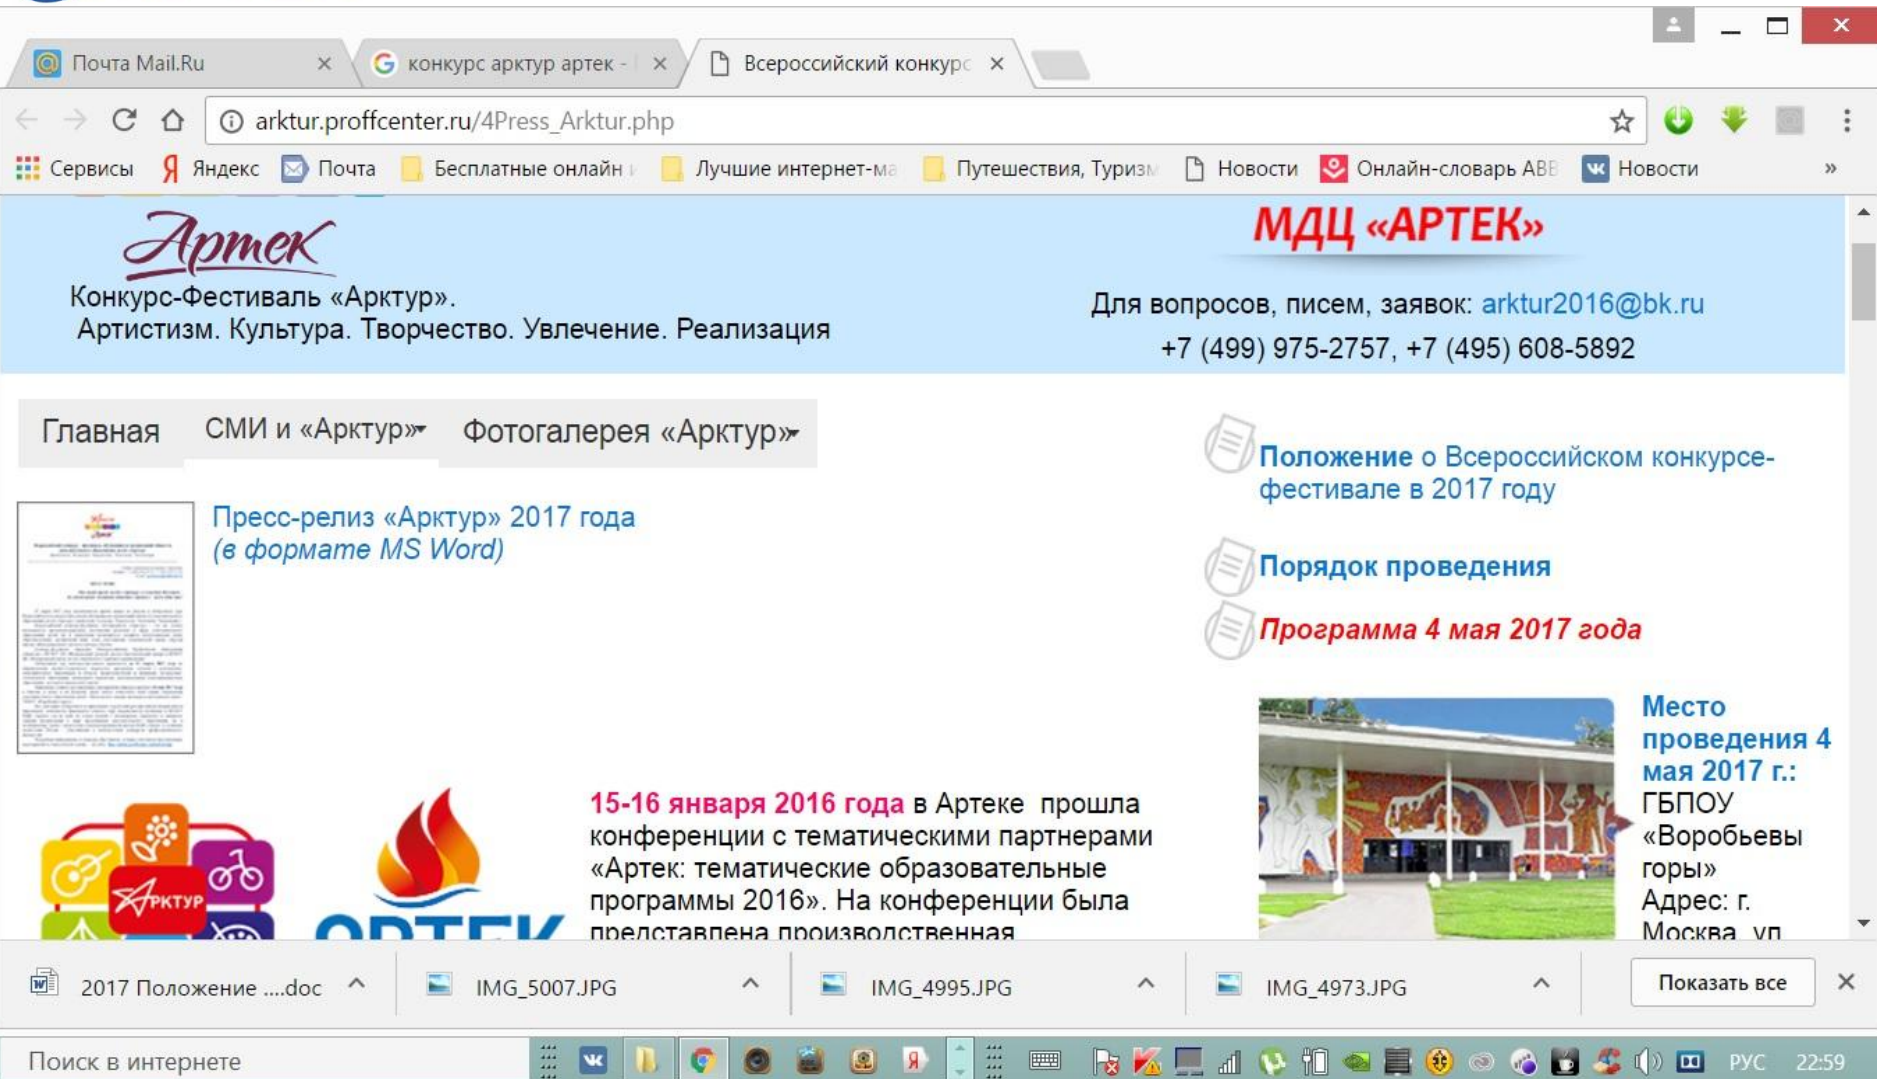 Почта Mail.Ru
конкурс арктур артек -
Всероссийский конкурс
arktur.proffcenter.ru/4Press_Arktur.php
Сервисы Яндекс Почта Бесплатные онлайн и Лучшие интернет-ма Путешествия, Туризм Новости Онлайн-словарь ABB Новости »
Артек
Конкурс-Фестиваль «Арктур».
Артистизм. Культура. Творчество. Увлечение. Реализация
МДЦ «АРТЕК»
Для вопросов, писем, заявок: arktur2016@bk.ru
+7 (499) 975-2757, +7 (495) 608-5892
Главная СМИ и «Арктур» Фотогалерея «Арктур»
Пресс-релиз «Арктур» 2017 года
(в формате MS Word)
Положение о Всероссийском конкурсе-
фестивале в 2017 году
Порядок проведения
Программа 4 мая 2017 года
АРКТУР
АРТЕК
15-16 января 2016 года в Артеке прошла
конференции с тематическими партнерами
«Артек: тематические образовательные
программы 2016». На конференции была
представлена производственная
Место
проведения 4
мая 2017 г.:
ГБПОУ
«Воробьевы
горы»
Адрес: г.
Москва, ул
2017 Положение ....doc
IMG_5007.JPG
IMG_4995.JPG
IMG_4973.JPG
Показать все
Поиск в интернете
РУС 22:59